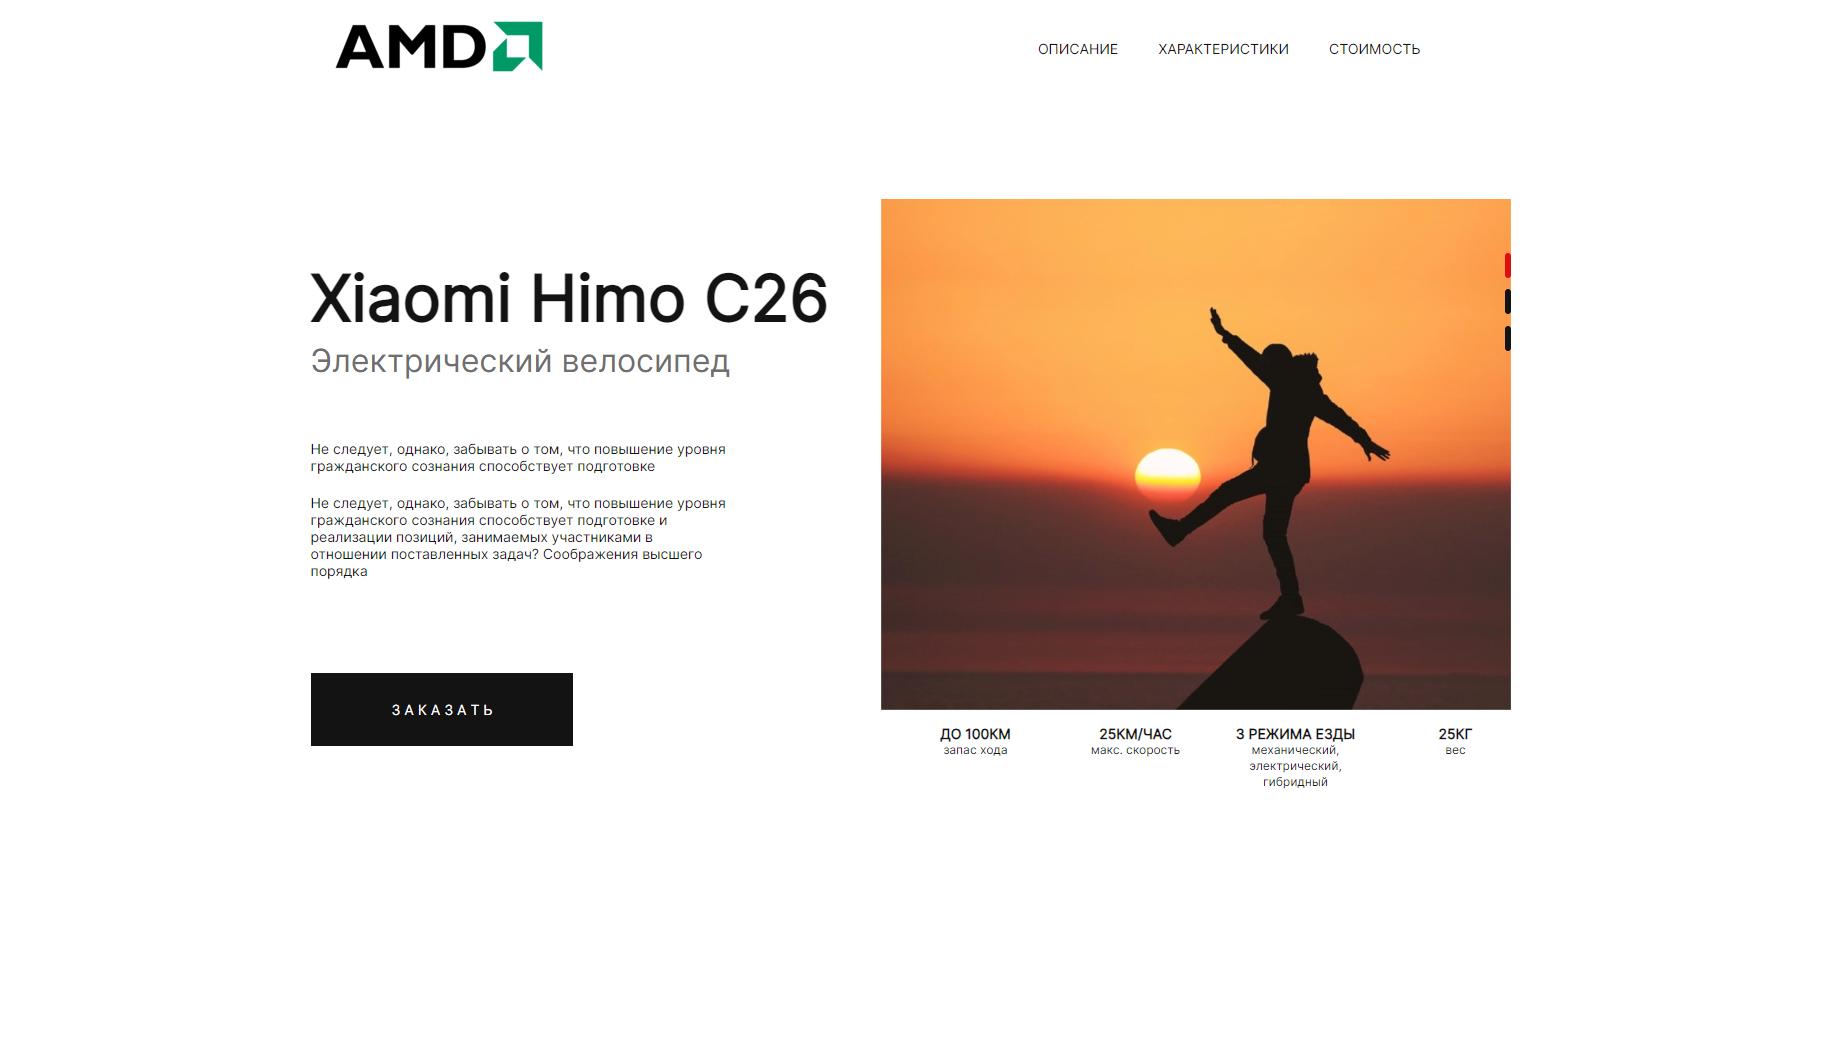 AMD
ОПИСАНИЕ ХАРАКТЕРИСТИКИ СТОИМОСТЬ
Xiaomi Himo C26
Электрический велосипед
Не следует, однако, забывать о том, что повышение уровня
гражданского сознания способствует подготовке
Не следует, однако, забывать о том, что повышение уровня
гражданского сознания способствует подготовке и
реализации позиций, занимаемых участниками в
отношении поставленных задач? Соображения высшего
порядка
ЗАКАЗАТЬ
ДО 100КМ
запас хода
25КМ/ЧАС
макс. скорость
3 РЕЖИМА ЕЗДЫ
механический,
электрический,
гибридный
25КГ
вес